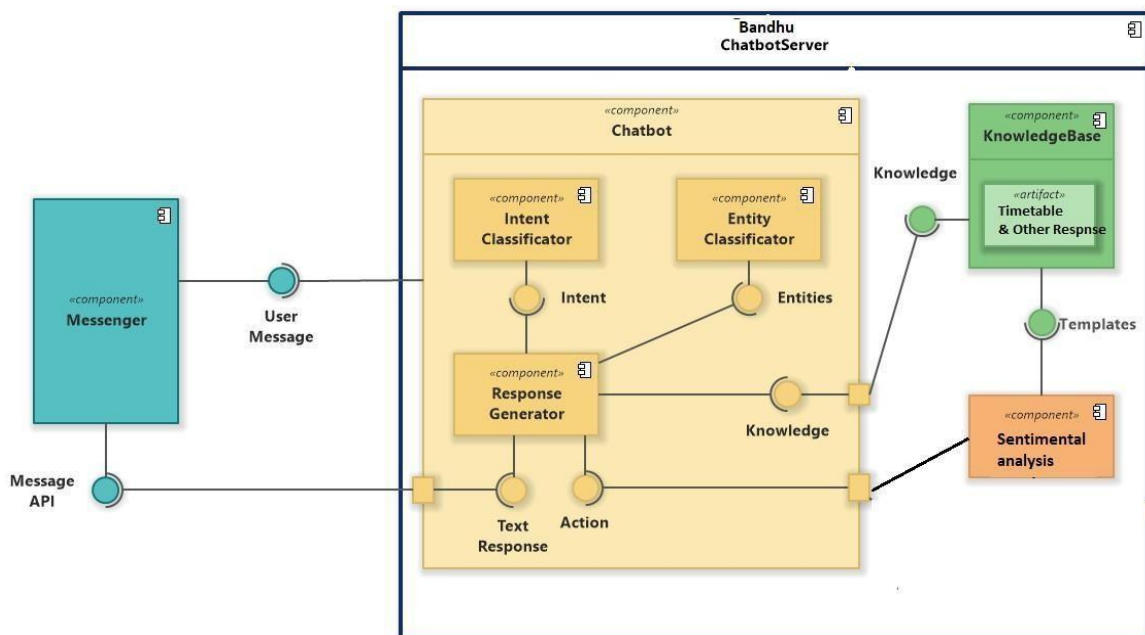 Bandhu
ChatbotServer
«component»
Chatbot
«component»
KnowledgeBase
«artifact»
Timetable
& Other Respnse
Knowledge
«component»
Intent
Classificator
«component»
Entity
Classificator
«component»
Messenger
User
Message
Intent
Entities
Templates
«component»
Response
Generator
Knowledge
«component»
Sentimental
analysis
Message
API
Text
Response
Action